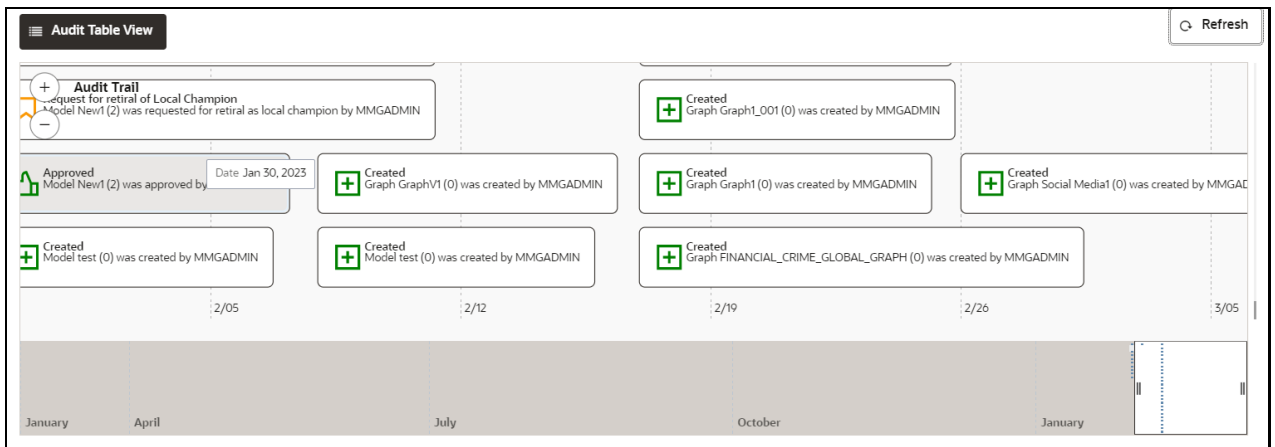 Audit Table View
Refresh
Audit Trail
Request for retiral of Local Champion
Model New1 (2) was requested for retiral as local champion by MMGADMIN
Created
Graph Graph1_001 (0) was created by MMGADMIN
Approved
Model New1 (2) was approved by
Date Jan 30, 2023
Created
Graph GraphV1 (0) was created by MMGADMIN
Created
Graph Graph1 (0) was created by MMGADMIN
Created
Graph Social Media1 (0) was created by MMGAD
Created
Model test (0) was created by MMGADMIN
Created
Model test (0) was created by MMGADMIN
Created
Graph FINANCIAL_CRIME_GLOBAL_GRAPH (0) was created by MMGADMIN
2/05
2/12
2/19
2/26
3/05
January
April
July
October
January